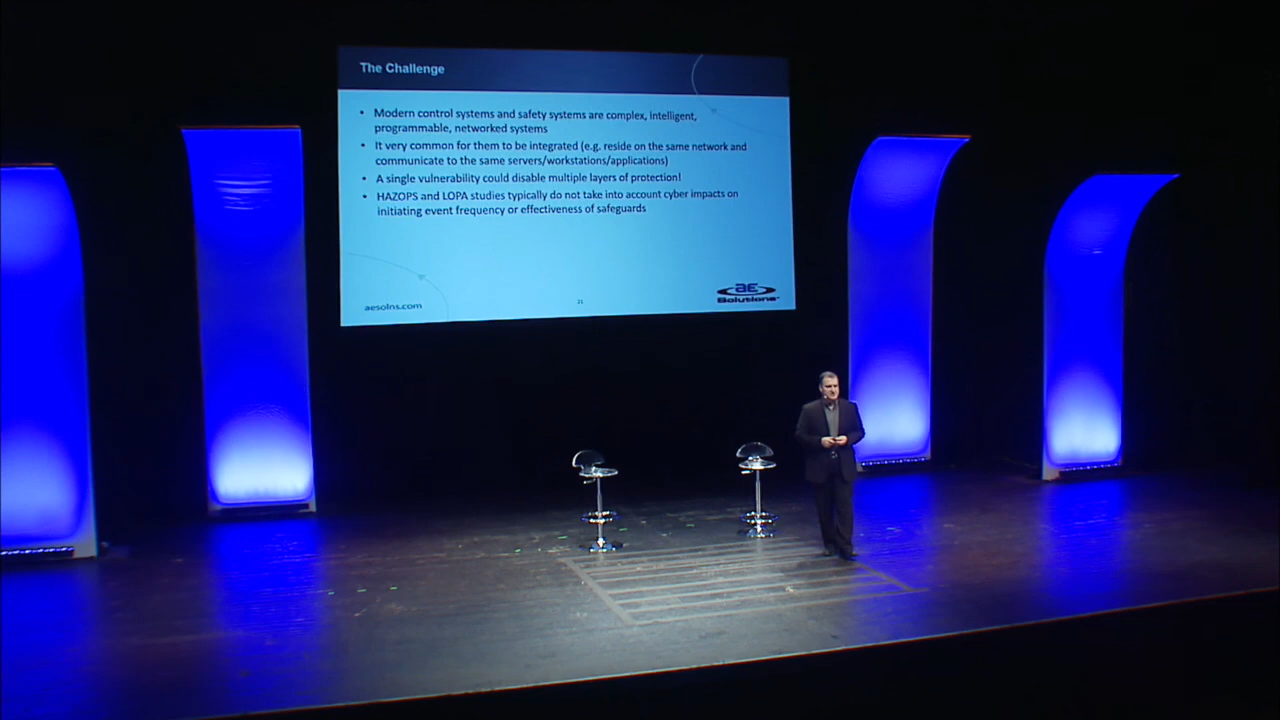 The Challenge
• Modern control systems and safety systems are complex, intelligent,
programmable, networked systems
• It very common for them to be integrated (e.g. reside on the same network and
communicate to the same servers/workstations/applications)
• A single vulnerability could disable multiple layers of protection!
• HAZOPS and LOPA studies typically do not take into account cyber impacts on
initiating event frequency or effectiveness of safeguards
aesolns.com
21
ae
Solutions